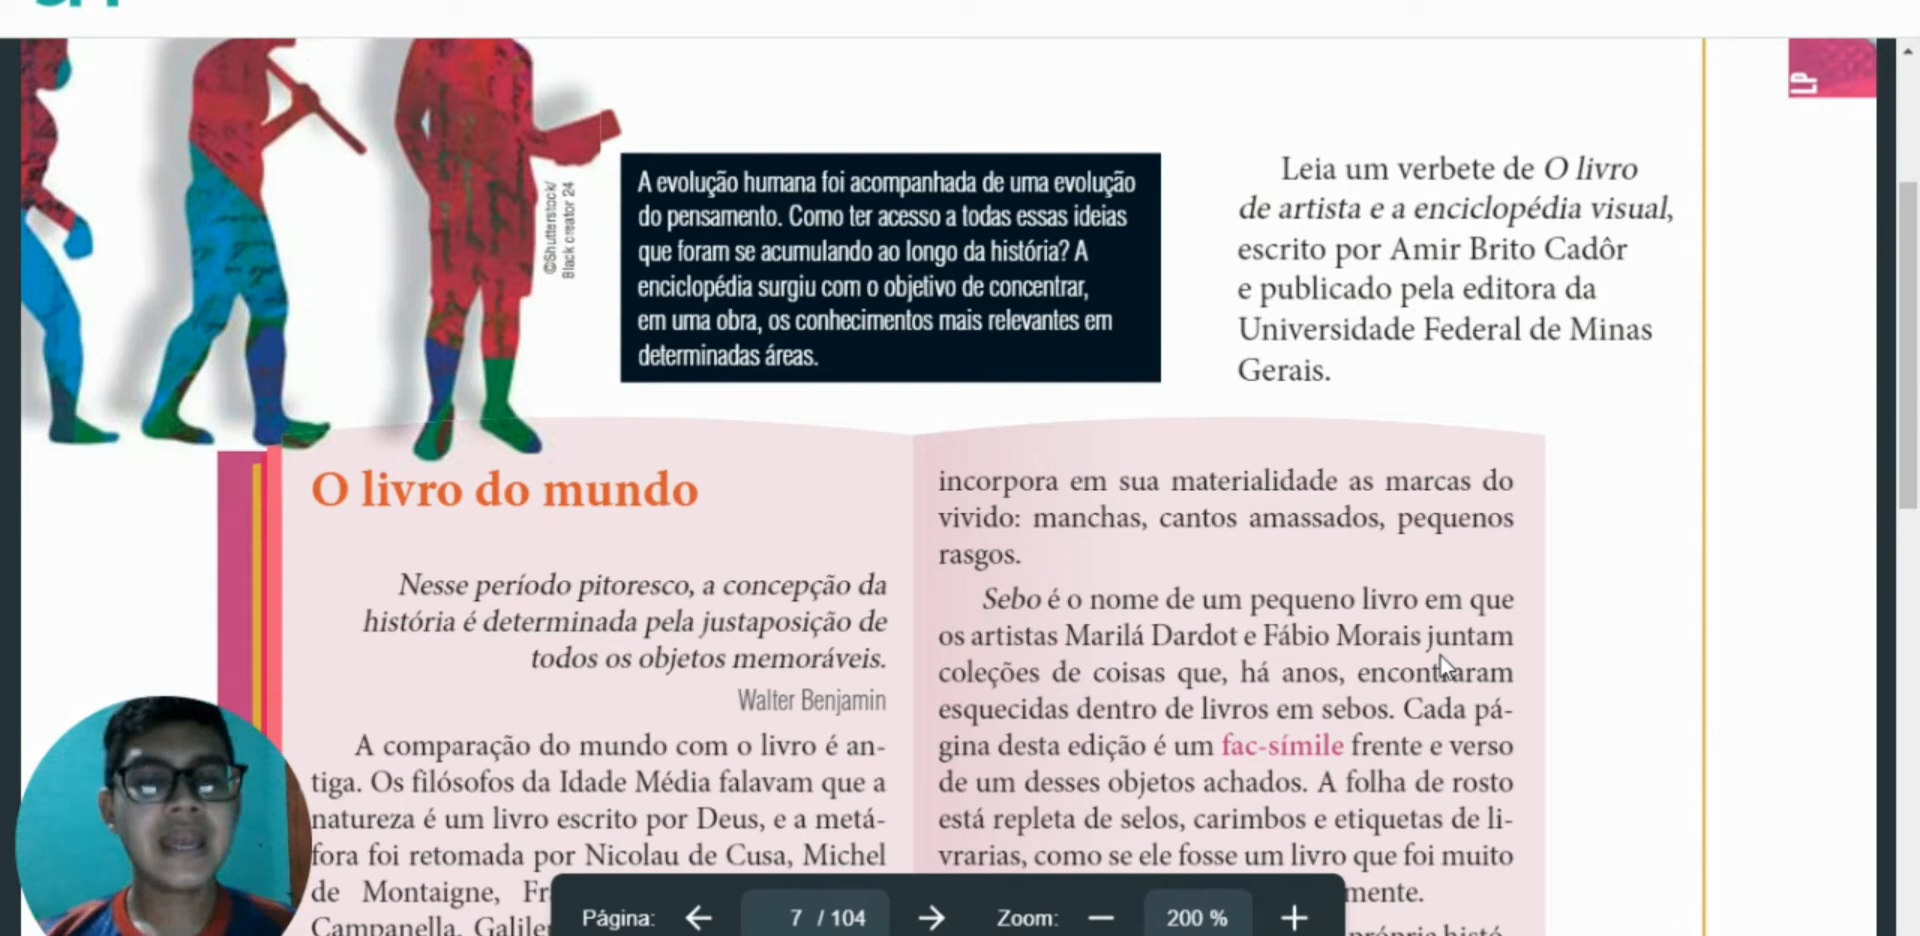 LP
©Shutterstock/
Black creator 24
A evolução humana foi acompanhada de uma evolução
do pensamento. Como ter acesso a todas essas ideias
que foram se acumulando ao longo da história? A
enciclopédia surgiu com o objetivo de concentrar,
em uma obra, os conhecimentos mais relevantes em
determinadas áreas.
Leia um verbete de O livro
de artista e a enciclopédia visual,
escrito por Amir Brito Cadôr
e publicado pela editora da
Universidade Federal de Minas
Gerais.
O livro do mundo
Nesse período pitoresco, a concepção da
história é determinada pela justaposição de
todos os objetos memoráveis.
Walter Benjamin
A comparação do mundo com o livro é an-
tiga. Os filósofos da Idade Média falavam que a
natureza é um livro escrito por Deus, e a metá-
fora foi retomada por Nicolau de Cusa, Michel
de Montaigne, Fr
Campanella, Galile
incorpora em sua materialidade as marcas do
vivido: manchas, cantos amassados, pequenos
rasgos.
Sebo é o nome de um pequeno livro em que
os artistas Marilá Dardot e Fábio Morais juntam
coleções de coisas que, há anos, encontraram
esquecidas dentro de livros em sebos. Cada pá-
gina desta edição é um fac-símile frente e verso
de um desses objetos achados. A folha de rosto
está repleta de selos, carimbos e etiquetas de li-
vrarias, como se ele fosse um livro que foi muito
mente.
Página: 7 / 104 Zoom: 200 %